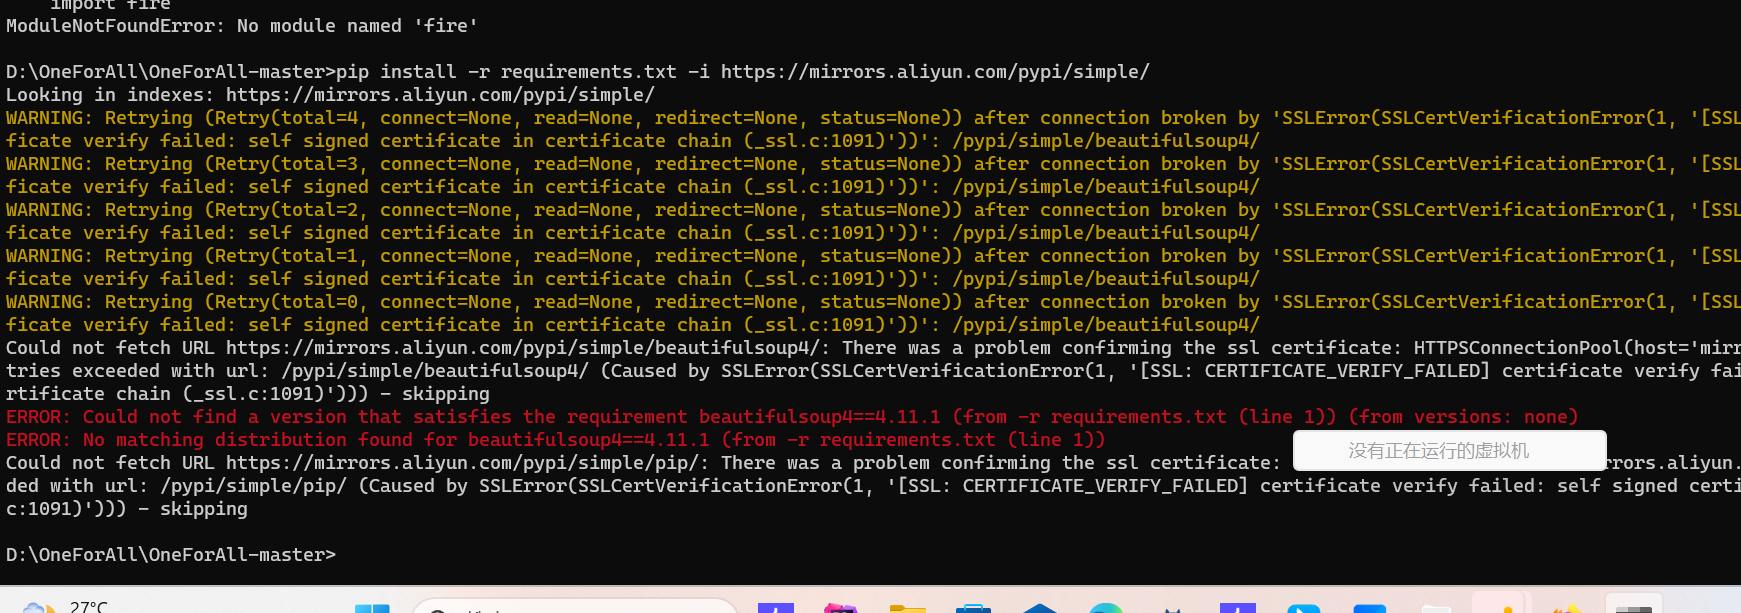 import fire
ModuleNotFoundError: No module named 'fire'
D:\OneForAll\OneForAll-master>pip install -r requirements.txt -i https://mirrors.aliyun.com/pypi/simple/
Looking in indexes: https://mirrors.aliyun.com/pypi/simple/
WARNING: Retrying (Retry(total=4, connect=None, read=None, redirect=None, status=None)) after connection broken by 'SSLError(SSLCertVerificationError(1, '[SSL
ficate verify failed: self signed certificate in certificate chain (_ssl.c:1091)'))': /pypi/simple/beautifulsoup4/
WARNING: Retrying (Retry(total=3, connect=None, read=None, redirect=None, status=None)) after connection broken by 'SSLError(SSLCertVerificationError(1, '[SSL
ficate verify failed: self signed certificate in certificate chain (_ssl.c:1091)'))': /pypi/simple/beautifulsoup4/
WARNING: Retrying (Retry(total=2, connect=None, read=None, redirect=None, status=None)) after connection broken by 'SSLError(SSLCertVerificationError(1, '[SSL
ficate verify failed: self signed certificate in certificate chain (_ssl.c:1091)'))': /pypi/simple/beautifulsoup4/
WARNING: Retrying (Retry(total=1, connect=None, read=None, redirect=None, status=None)) after connection broken by 'SSLError(SSLCertVerificationError(1, '[SSL
ficate verify failed: self signed certificate in certificate chain (_ssl.c:1091)'))': /pypi/simple/beautifulsoup4/
WARNING: Retrying (Retry(total=0, connect=None, read=None, redirect=None, status=None)) after connection broken by 'SSLError(SSLCertVerificationError(1, '[SSL
ficate verify failed: self signed certificate in certificate chain (_ssl.c:1091)'))': /pypi/simple/beautifulsoup4/
Could not fetch URL https://mirrors.aliyun.com/pypi/simple/beautifulsoup4/: There was a problem confirming the ssl certificate: HTTPSConnectionPool(host='mirr
tries exceeded with url: /pypi/simple/beautifulsoup4/ (Caused by SSLError(SSLCertVerificationError(1, '[SSL: CERTIFICATE_VERIFY_FAILED] certificate verify fai
rtificate chain (_ssl.c:1091)'))) - skipping
ERROR: Could not find a version that satisfies the requirement beautifulsoup4==4.11.1 (from -r requirements.txt (line 1)) (from versions: none)
ERROR: No matching distribution found for beautifulsoup4==4.11.1 (from -r requirements.txt (line 1))
没有正在运行的虚拟机
Could not fetch URL https://mirrors.aliyun.com/pypi/simple/pip/: There was a problem confirming the ssl certificate: rrors.aliyun.
ded with url: /pypi/simple/pip/ (Caused by SSLError(SSLCertVerificationError(1, '[SSL: CERTIFICATE_VERIFY_FAILED] certificate verify failed: self signed certi
c:1091)'))) - skipping
D:\OneForAll\OneForAll-master>
27°C